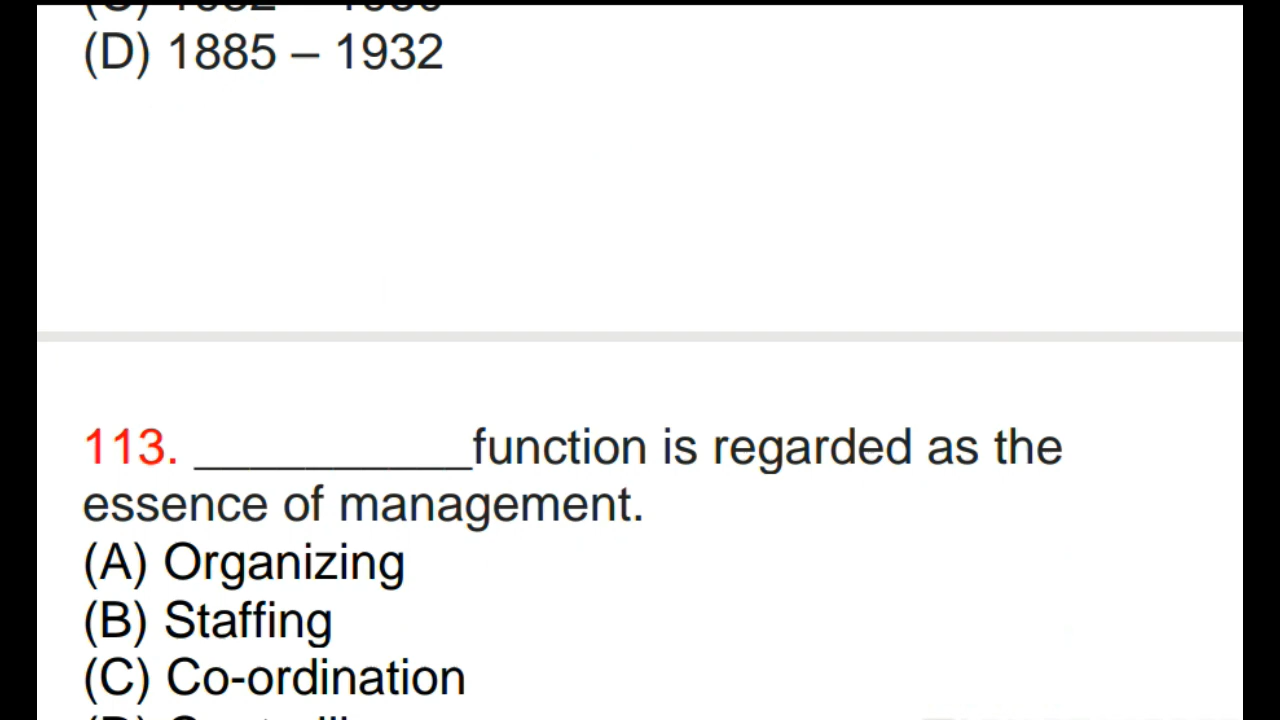 (D) 1885 – 1932
113. __________function is regarded as the
essence of management.
(A) Organizing
(B) Staffing
(C) Co-ordination